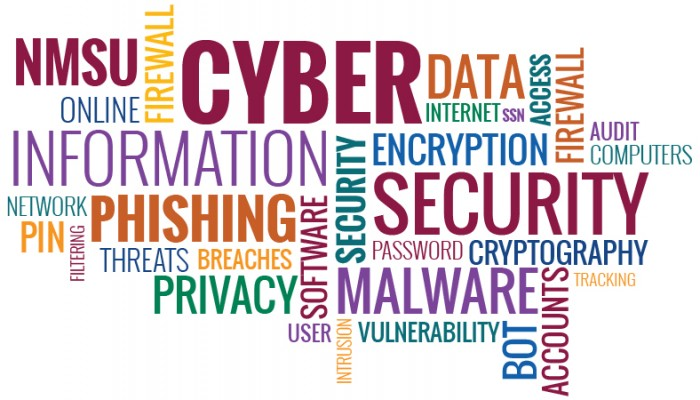 NMSU
FIREWALL
CYBER
DATA
ACCESS
FIREWALL
ONLINE
INTERNET
SSN
INFORMATION
SECURITY
ENCRYPTION
AUDIT
COMPUTERS
NETWORK
PHISHING
SOFTWARE
SECURITY
PIN
FILTERING
THREATS
BREACHES
PASSWORD
CRYPTOGRAPHY
PRIVACY
MALWARE
ACCOUNTS
TRACKING
USER
INTRUSION
VULNERABILITY
BOT